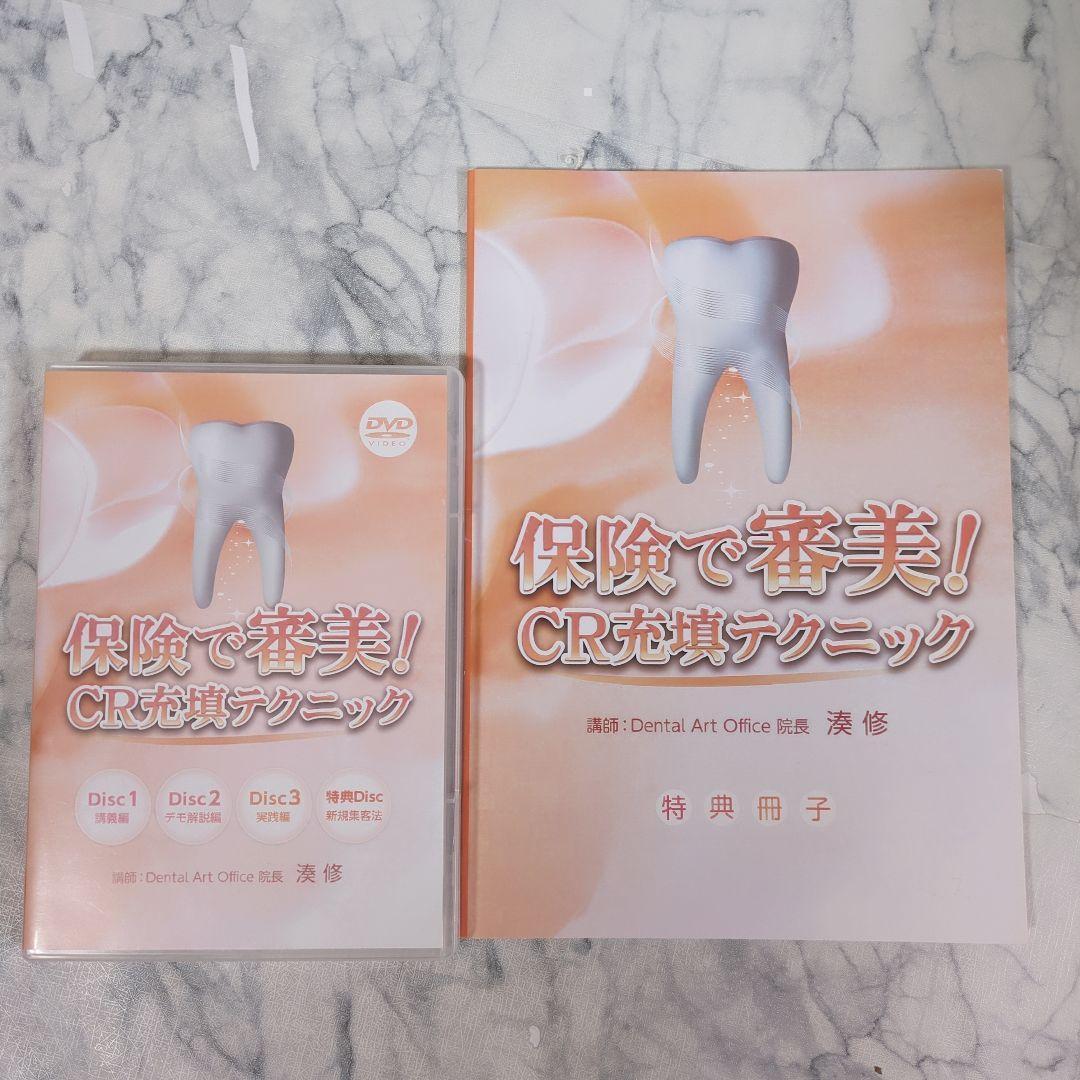 DVD
VIDEO
保険で審美!
CR充填テクニック
Disc1
講義編
Disc2
デモ解説編
Disc3
実践編
特典Disc
新規集客法
講師:Dental Art Office 院長 湊 修
保険で審美!
CR充填テクニック
講師:Dental Art Office 院長 湊 修
特典冊子